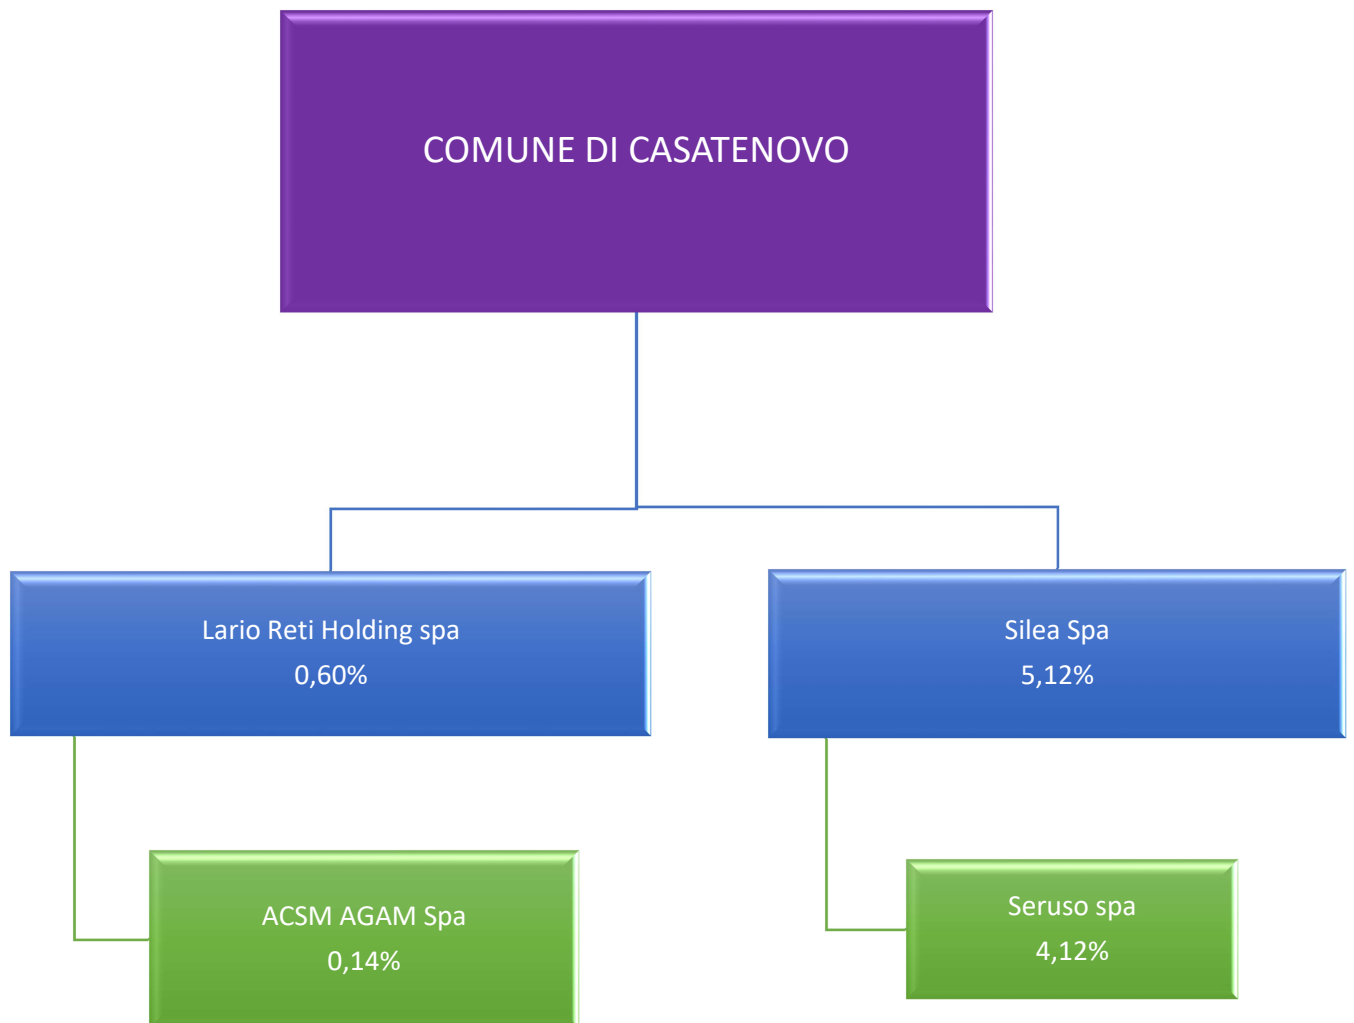 COMUNE DI CASATENOVO
Lario Reti Holding spa
0,60%
Silea Spa
5,12%
ACSM AGAM Spa
0,14%
Seruso spa
4,12%